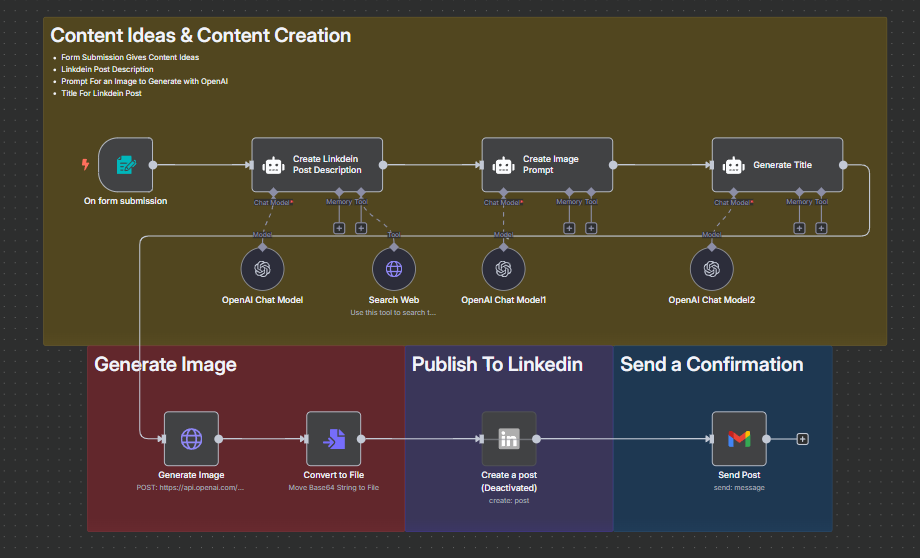 Content Ideas & Content Creation
Form Submission Gives Content Ideas
Linkdein Post Description
Prompt For an Image to Generate with OpenAI
Title For Linkdein Post
Create Linkdein
Post Description
Create Image
Prompt
Generate Title
On form submission
Chat Model*
Memory
Tool
Chat Model*
Memory
Tool
Chat Model*
Memory
Tool
Model
Tool
Model
Model
OpenAI Chat Model
Search Web
Use this tool to search t...
OpenAI Chat Model1
OpenAI Chat Model2
Generate Image
Publish To Linkedin
Send a Confirmation
in
Generate Image
POST: https://api.openai.com/...
Convert to File
Move Base64 String to File
Create a post
(Deactivated)
create: post
Send Post
send: message